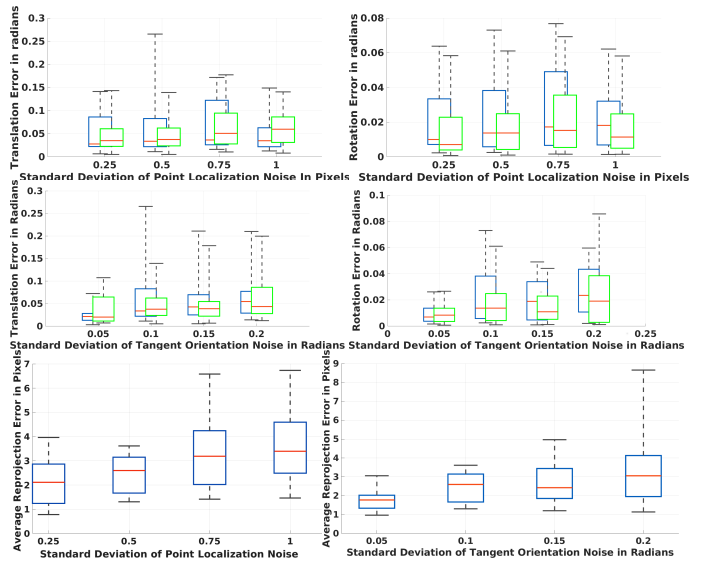 Translation Error in radians
0.3
0.25
0.2
0.15
0.1
0.05
0
0.25 0.5 0.75 1
Standard Deviation of Point Localization Noise In Pixels
Rotation Error in Radians
0.08
0.06
0.04
0.02
0
0.25 0.5 0.75 1
Standard Deviation of Point Localization Noise in Pixels
Translation Error in Radians
0.3
0.25
0.2
0.15
0.1
0.05
0
0.05 0.1 0.15 0.2
Standard Deviation of Tangent Orientation Noise in Radians
Rotation Error in Radians
0.1
0.08
0.06
0.04
0.02
0
0 0.05 0.1 0.15 0.2 0.25
Standard Deviation of Tangent Orientation Noise in Radians
Average Reprojection Error in Pixels
7
6
5
4
3
2
1
0
0.25 0.5 0.75 1
Standard Deviation of Point Localization Noise
Average Reprojection Error in Pixels
9
8
7
6
5
4
3
2
1
0
0.05 0.1 0.15 0.2
Standard Deviation of Tangent Orientation Noise in Radians